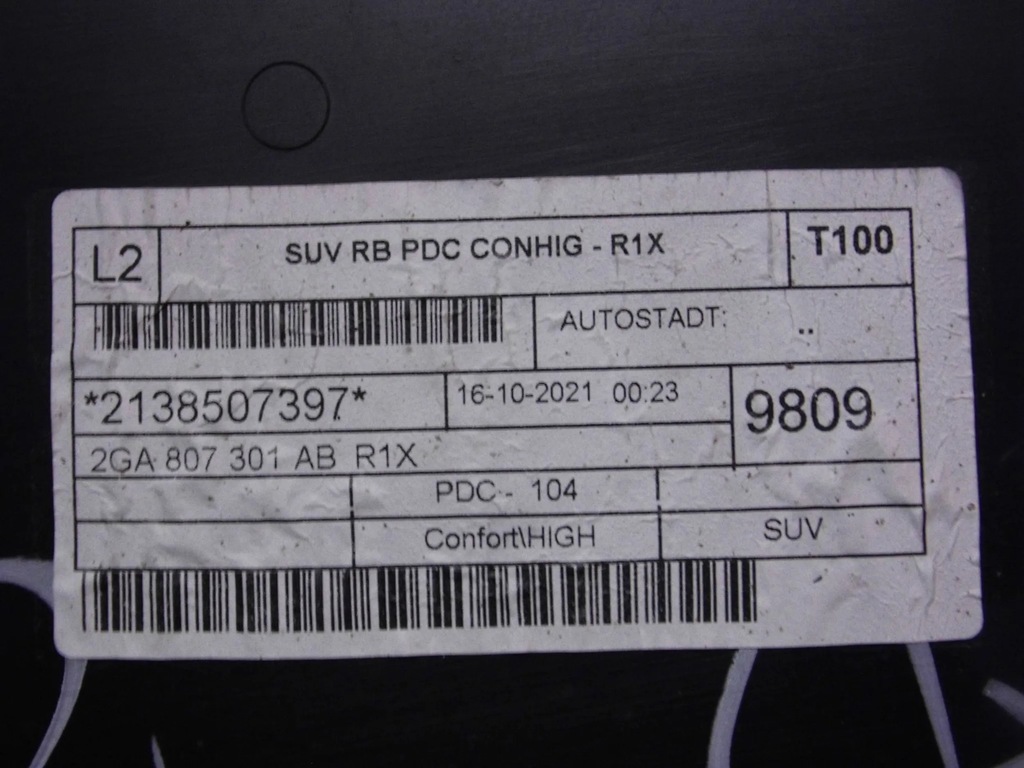 L2 SUV RB PDC CONHIG - R1X T100
AUTOSTADT: ..
*2138507397* 16-10-2021 00:23 9809
2GA 807 301 AB R1X
PDC - 104
Confort\HIGH SUV